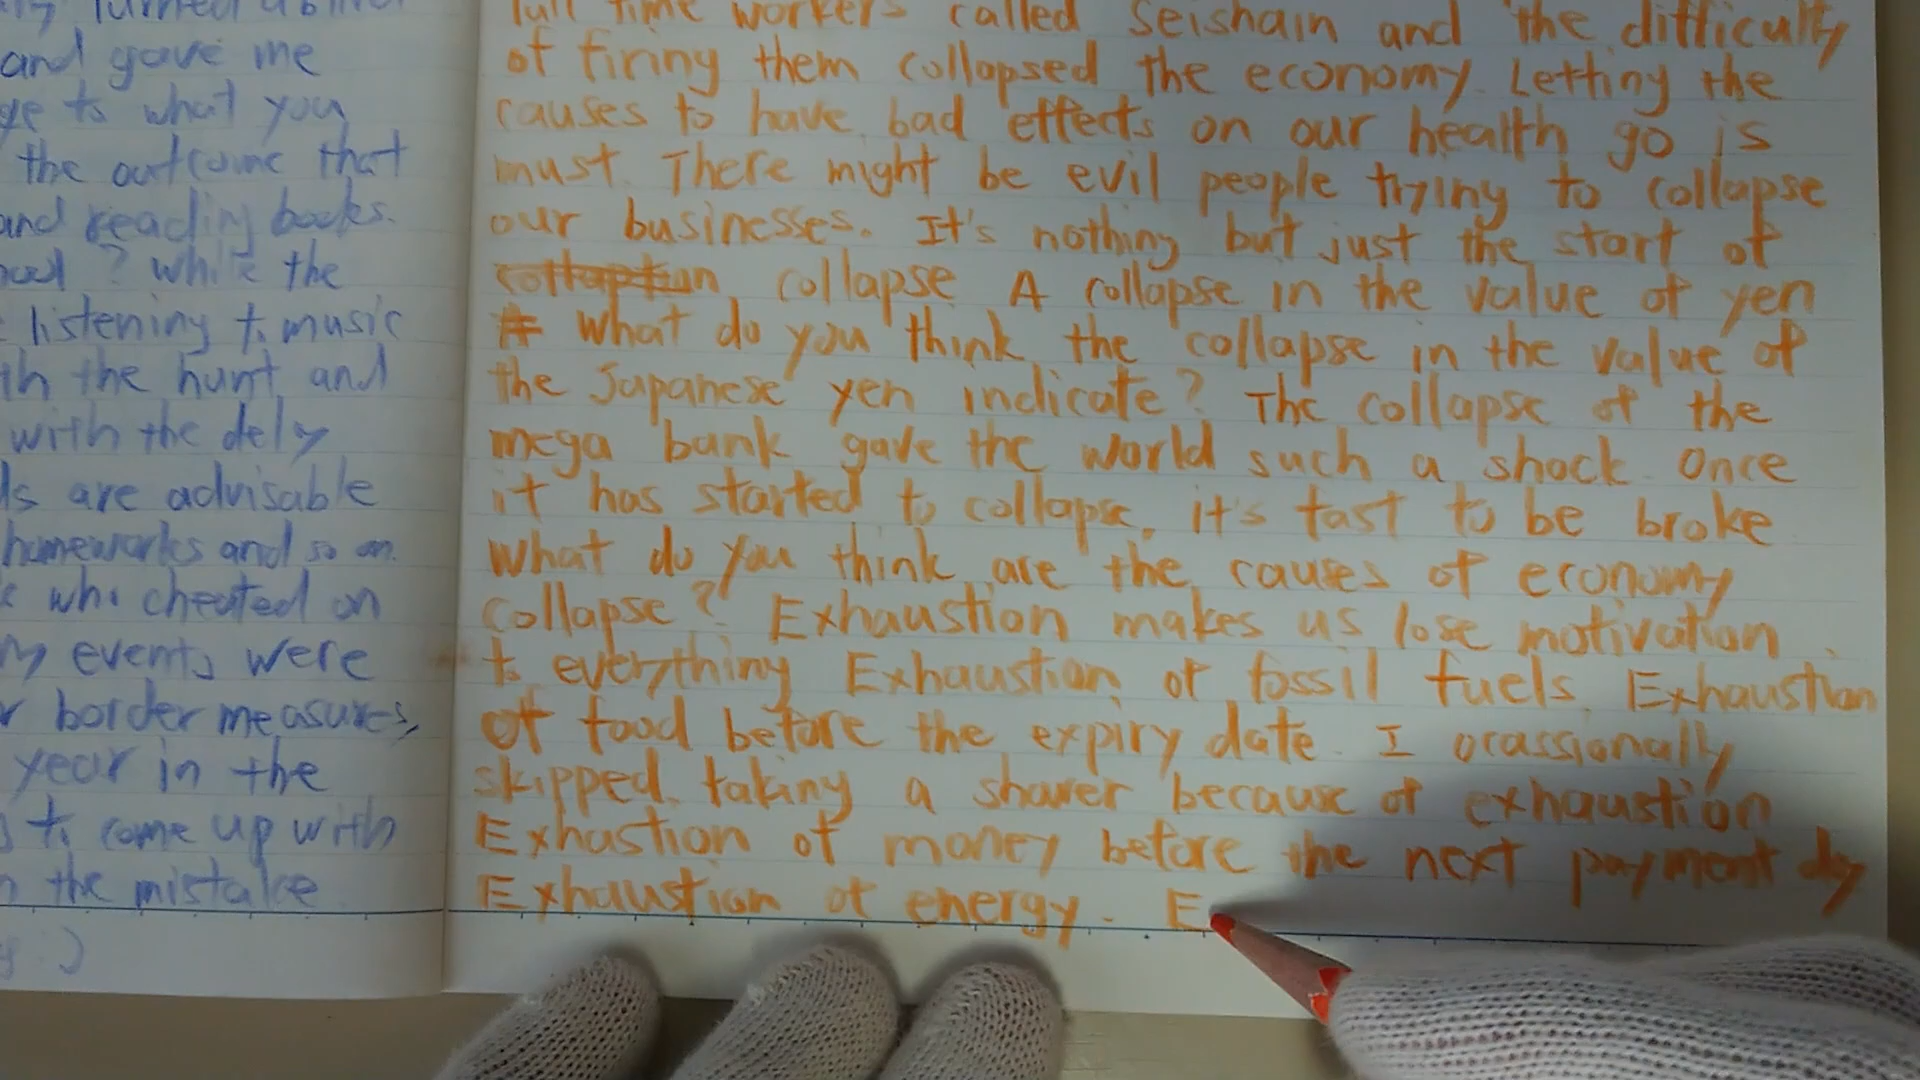 and gave me
to what you
the outcome that
and reading books.
? while the
listening to music
the hunt and
with the dely
are advisable
homeworks and so on.
who cheated on
events were
border measures,
year in the
to come up with
the mistake
full time workers called Seishain and the difficulty
of firing them collapsed the economy. Letting the
causes to have bad effects on our health go is
must. There might be evil people trying to collapse
our businesses. It's nothing but just the start of
collapse. A collapse in the value of yen
What do you think the collapse in the value of
the Japanese yen indicate? The collapse of the
mega bank gave the world such a shock. Once
it has started to collapse, it's fast to be broke
What do you think are the causes of economy
collapse? Exhaustion makes us lose motivation
to everything Exhaustion of fossil fuels. Exhaustion
of food before the expiry date. I ocassionally
skipped taking a shower because of exhaustion
Exhastion of money before the next payment day
Exhaustion of energy. E